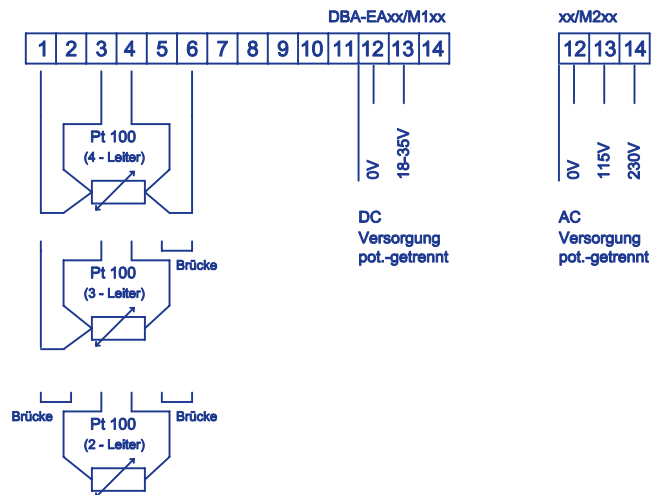 DBA-EAxx/M1xx
xx/M2xx
1 2 3 4 5 6 7 8 9 10 11 12 13 14
12 13 14
Pt 100
(4 - Leiter)
0V
18-35V
0V
115V
230V
DC
Versorgung
pot.-getrennt
AC
Versorgung
pot.-getrennt
Brücke
Pt 100
(3 - Leiter)
Brücke
Brücke
Pt 100
(2 - Leiter)